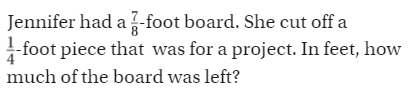 Jennifer had a 7/8-foot board. She cut off a
1/4-foot piece that was for a project. In feet, how
much of the board was left?